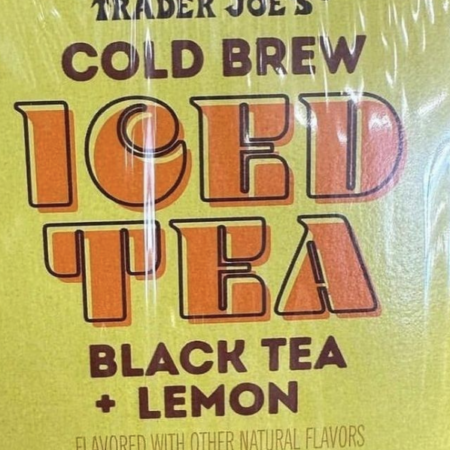 TRADER JOE'S
COLD BREW
ICED
TEA
BLACK TEA
+ LEMON
FLAVORED WITH OTHER NATURAL FLAVORS